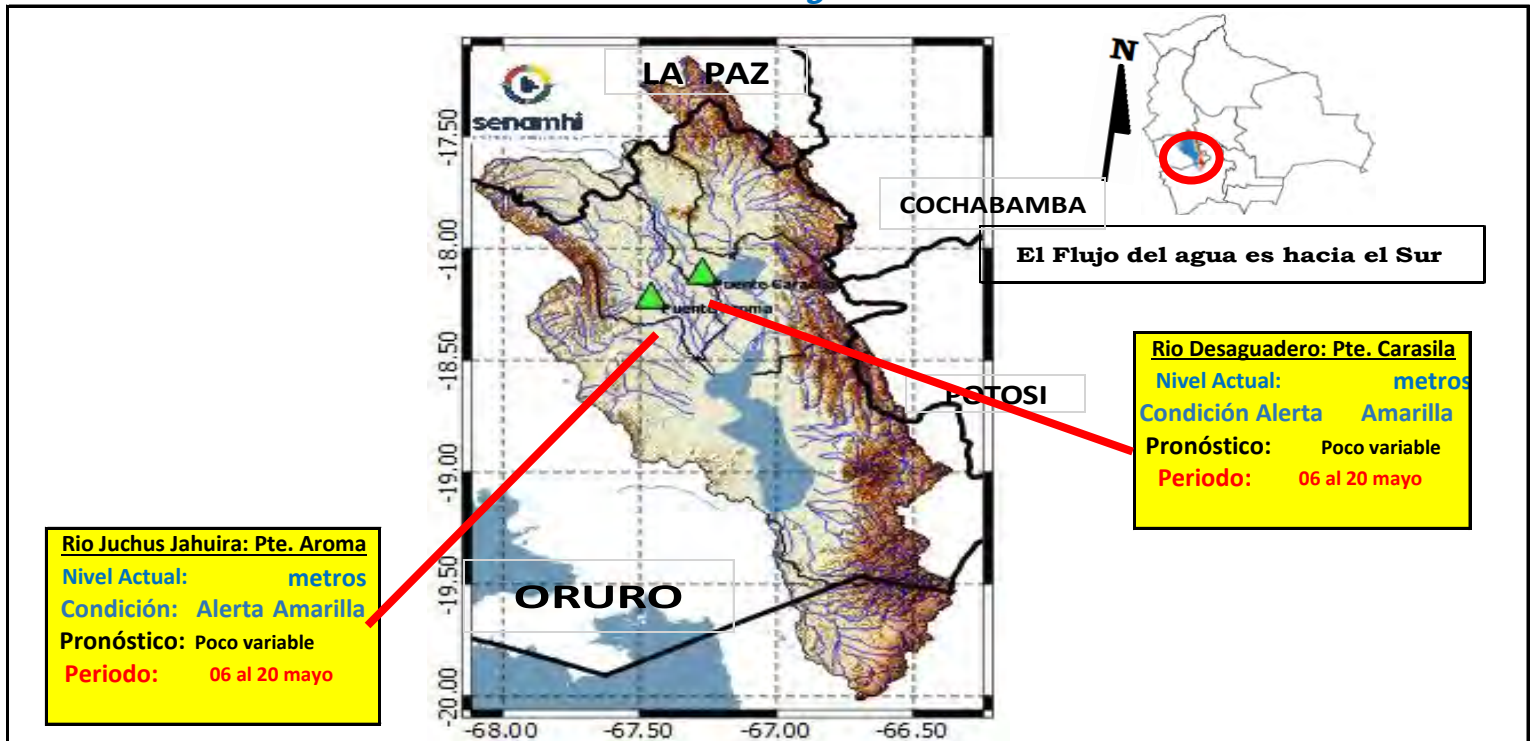 LA PAZ
senamhi
N
COCHABAMBA
El Flujo del agua es hacia el Sur
Puente
Puente
POTOSI
ORURO
-17.50
-18.00
-18.50
-19.00
-19.50
-20.00
-68.00 -67.50 -67.00 -66.50
Rio Desaguadero: Pte. Carasila
Nivel Actual: metros
Condición Alerta Amarilla
Pronóstico: Poco variable
Periodo: 06 al 20 mayo
Rio Juchus Jahuira: Pte. Aroma
Nivel Actual: metros
Condición: Alerta Amarilla
Pronóstico: Poco variable
Periodo: 06 al 20 mayo